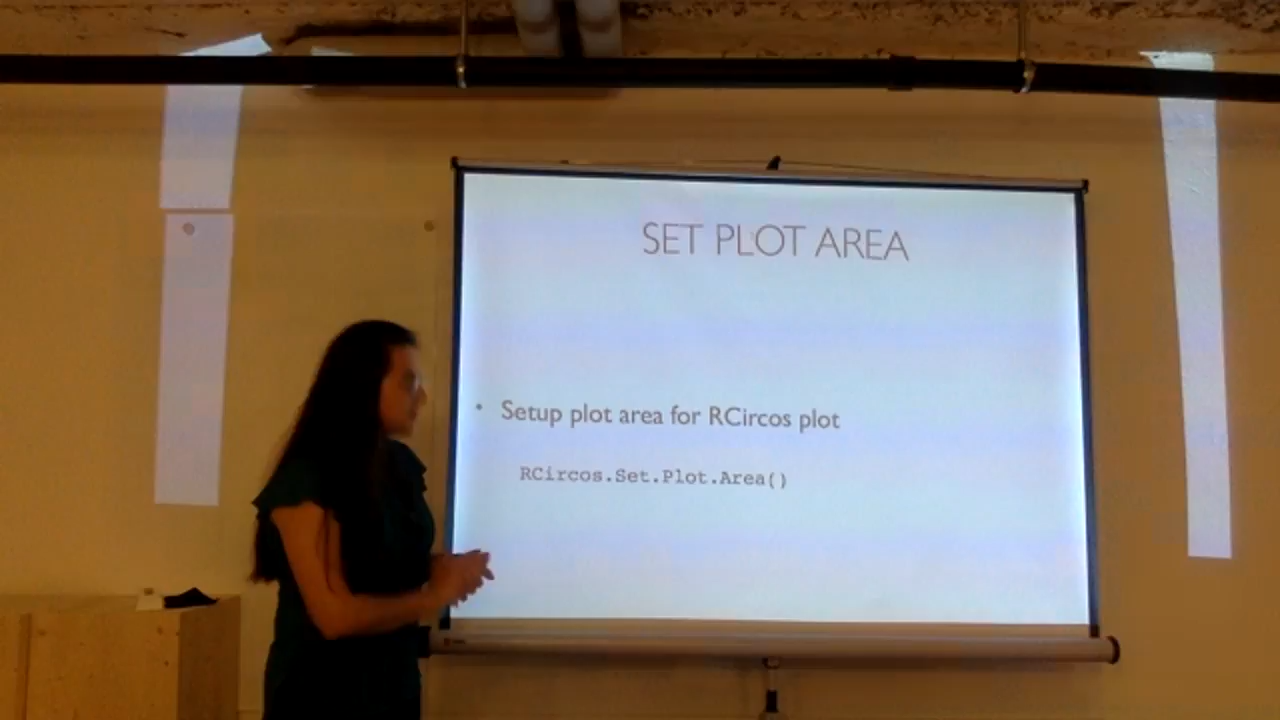 SET PLOT AREA
• Setup plot area for RCircos plot
RCircos.Set.Plot.Area()